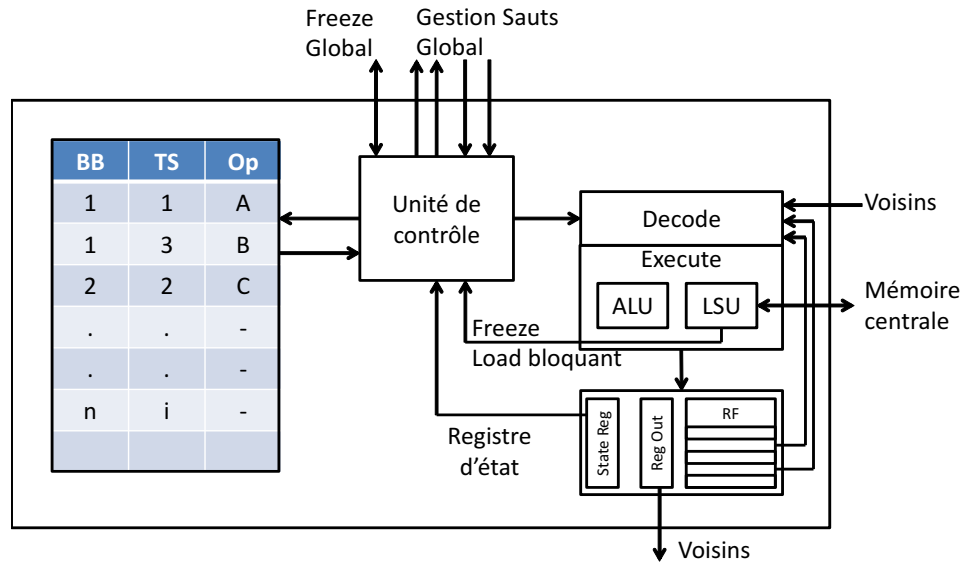 Freeze
Global
Gestion Sauts
Global
BB TS Op
1 1 A
1 3 B
2 2 C
. . -
. . -
n i -
Unité de
contrôle
Decode
Execute
ALU LSU
Voisins
Mémoire
centrale
Freeze
Load bloquant
Registre
d’état
State Reg
Reg Out
RF
Voisins